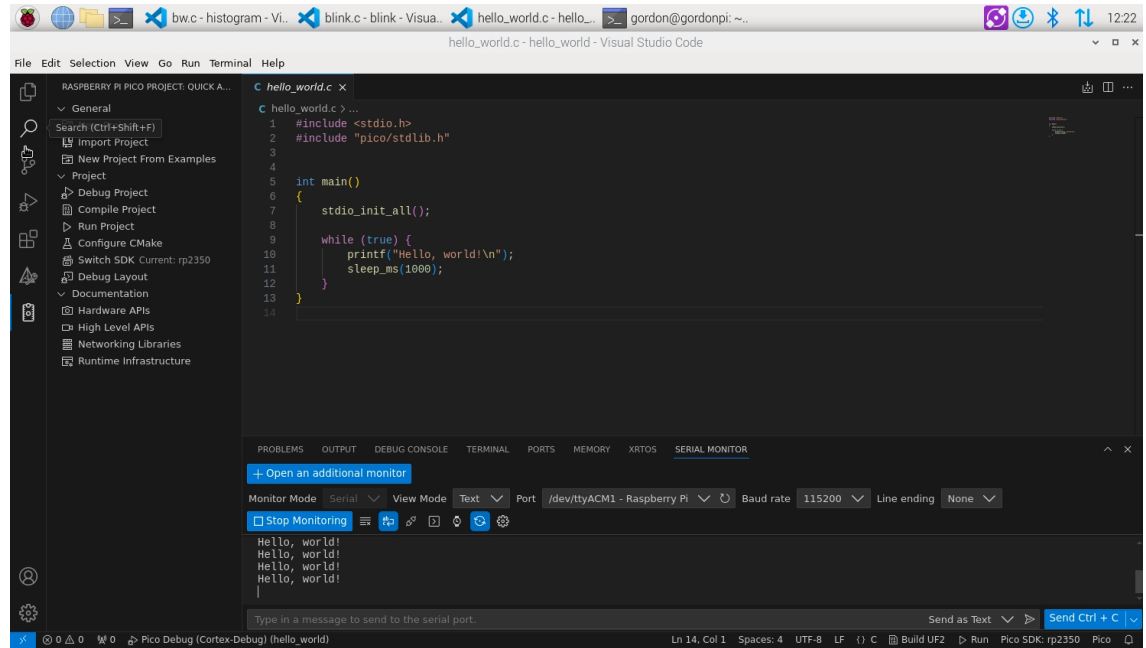 bw.c - histogram - Vi.. blink.c - blink - Visua.. hello_world.c - hello_.. gordon@gordonpi: ~.. 12:22
hello_world.c - hello_world - Visual Studio Code
File Edit Selection View Go Run Terminal Help
RASPBERRY PI PICO PROJECT: QUICK A...
General
Search (Ctrl+Shift+F)
Import Project
New Project From Examples
Project
Debug Project
Compile Project
Run Project
Configure CMake
Switch SDK Current: rp2350
Debug Layout
Documentation
Hardware APIs
High Level APIs
Networking Libraries
Runtime Infrastructure
C hello_world.c ×
C hello_world.c > ...
1 #include <stdio.h>
2 #include "pico/stdlib.h"
3
4
5 int main()
6 {
7 stdio_init_all();
8
9 while (true) {
10 printf("Hello, world!\n");
11 sleep_ms(1000);
12 }
13 }
14
PROBLEMS OUTPUT DEBUG CONSOLE TERMINAL PORTS MEMORY XRTOS SERIAL MONITOR
+ Open an additional monitor
Monitor Mode Serial View Mode Text Port /dev/ttyACM1 - Raspberry Pi Baud rate 115200 Line ending None
Stop Monitoring
Hello, world!
Hello, world!
Hello, world!
Hello, world!
Type in a message to send to the serial port. Send as Text Send Ctrl + C
0 0 0 Pico Debug (Cortex-Debug) (hello_world) Ln 14, Col 1 Spaces: 4 UTF-8 LF {} C Build UF2 Run Pico SDK: rp2350 Pico